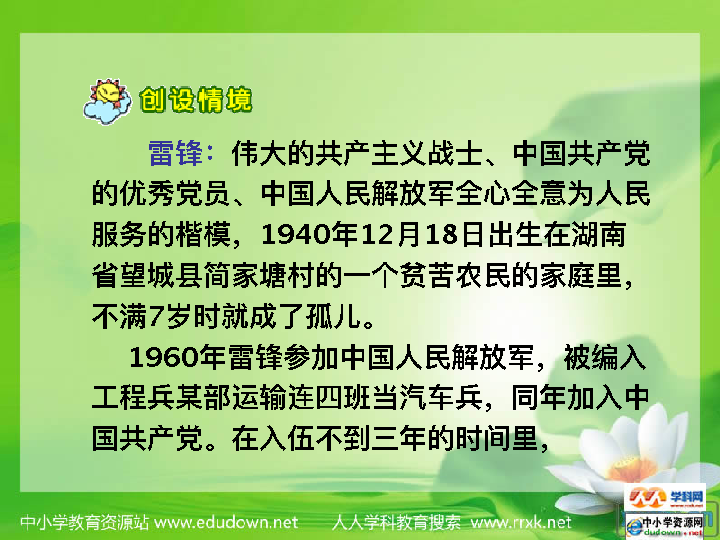 创设情境
雷锋：伟大的共产主义战士、中国共产党
的优秀党员、中国人民解放军全心全意为人民
服务的楷模，1940年12月18日出生在湖南
省望城县简家塘村的一个贫苦农民的家庭里，
不满7岁时就成了孤儿。
1960年雷锋参加中国人民解放军，被编入
工程兵某部运输连四班当汽车兵，同年加入中
国共产党。在入伍不到三年的时间里，
学科网
www.rrxk.net
中小学教育资源站 www.edudown.net 人人学科教育搜索 www.rrxk.net
中小学资源网
edudown.net